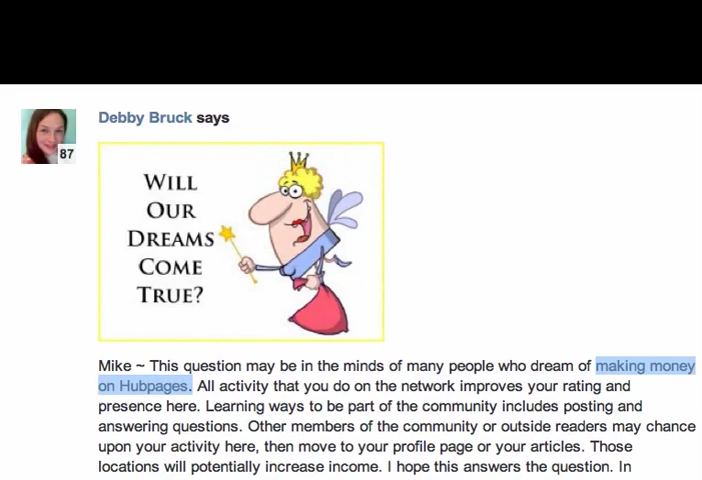 Debby Bruck says
87
WILL
OUR
DREAMS
COME
TRUE?
Mike ~ This question may be in the minds of many people who dream of making money
on Hubpages. All activity that you do on the network improves your rating and
presence here. Learning ways to be part of the community includes posting and
answering questions. Other members of the community or outside readers may chance
upon your activity here, then move to your profile page or your articles. Those
locations will potentially increase income. I hope this answers the question. In